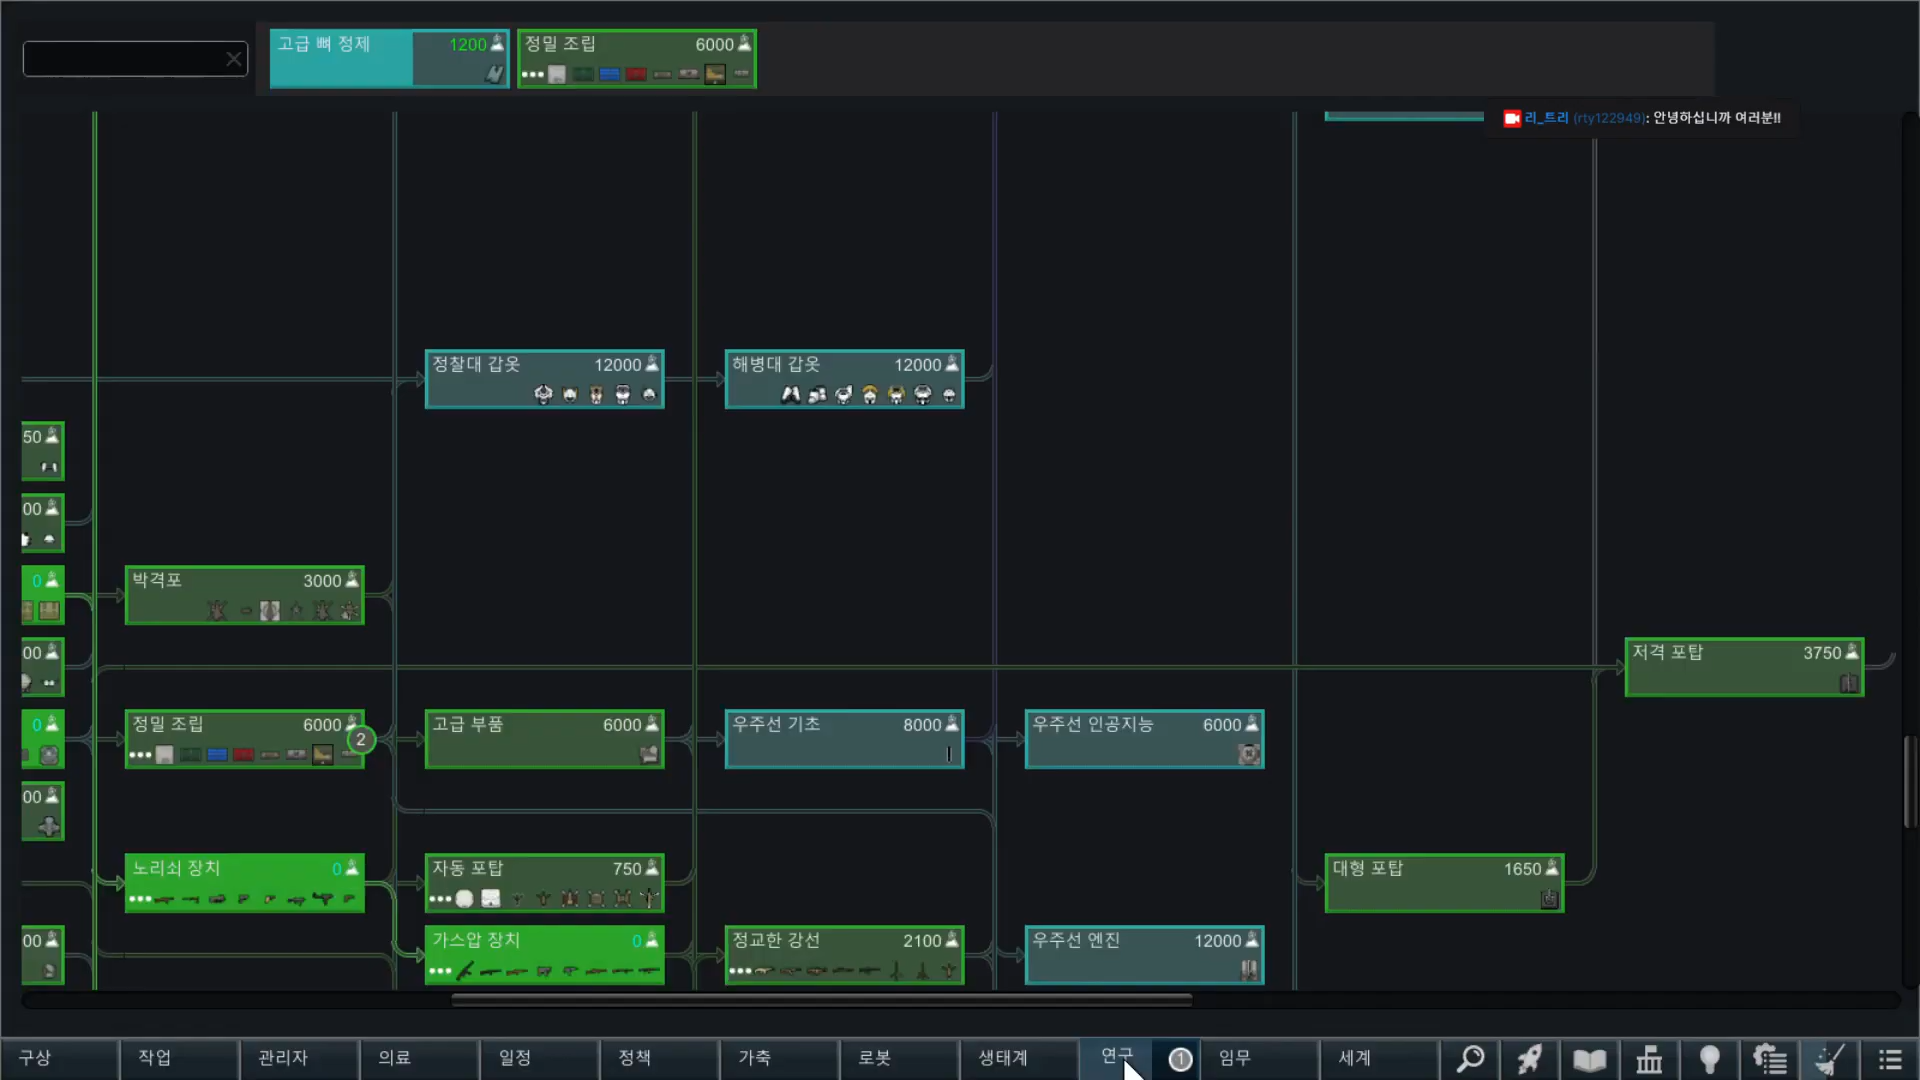 고급 뼈 정제 1200
정밀 조립 6000
리_트리 (rty122949): 안녕하십니까 여러분!!
정찰대 갑옷 12000
해병대 갑옷 12000
50
00
0
박격포 3000
00
저격 포탑 3750
0
정밀 조립 6000
2
고급 부품 6000
우주선 기초 8000
우주선 인공지능 6000
00
노리쇠 장치 0
자동 포탑 750
대형 포탑 1650
00
가스압 장치 0
정교한 강선 2100
우주선 엔진 12000
구상
작업
관리자
의료
일정
정책
가축
로봇
생태계
연구
1
임무
세계